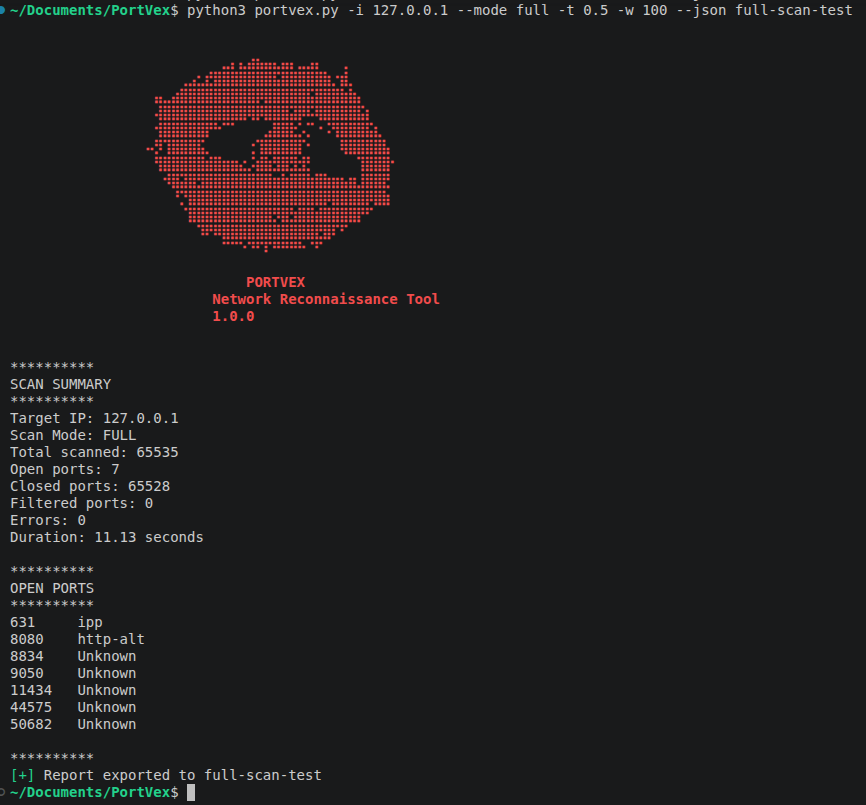 ~/Documents/PortVex$ python3 portvex.py -i 127.0.0.1 --mode full -t 0.5 -w 100 --json full-scan-test
PORTVEX
Network Reconnaissance Tool
1.0.0
**********
SCAN SUMMARY
**********
Target IP: 127.0.0.1
Scan Mode: FULL
Total scanned: 65535
Open ports: 7
Closed ports: 65528
Filtered ports: 0
Errors: 0
Duration: 11.13 seconds
**********
OPEN PORTS
**********
631 ipp
8080 http-alt
8834 Unknown
9050 Unknown
11434 Unknown
44575 Unknown
50682 Unknown
**********
[+] Report exported to full-scan-test
~/Documents/PortVex$